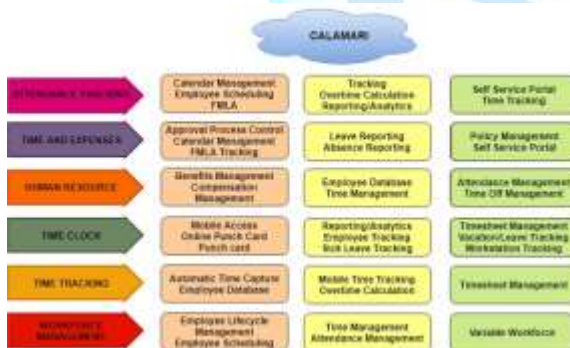 CALAMARI
ATTENDANCE TRACKING
Calendar Management
Employee Scheduling
FMLA
Tracking
Overtime Calculation
Reporting/Analytics
Self Service Portal
Time Tracking
TIME AND EXPENSES
Approval Process Control
Calendar Management
FMLA Tracking
Leave Reporting
Absence Reporting
Policy Management
Self Service Portal
HUMAN RESOURCE
Benefits Management
Compensation
Management
Employee Database
Time Management
Attendance Management
Time Off Management
TIME CLOCK
Mobile Access
Online Punch Card
Punch card
Reporting/Analytics
Employee Tracking
Sick Leave Tracking
Timesheet Management
Vacation/Leave Tracking
Workstation Tracking
TIME TRACKING
Automatic Time Capture
Employee Database
Mobile Time Tracking
Overtime Calculation
Timesheet Management
WORKFORCE
MANAGEMENT
Employee Lifecycle
Management
Employee Scheduling
Time Management
Attendance Management
Variable Workforce